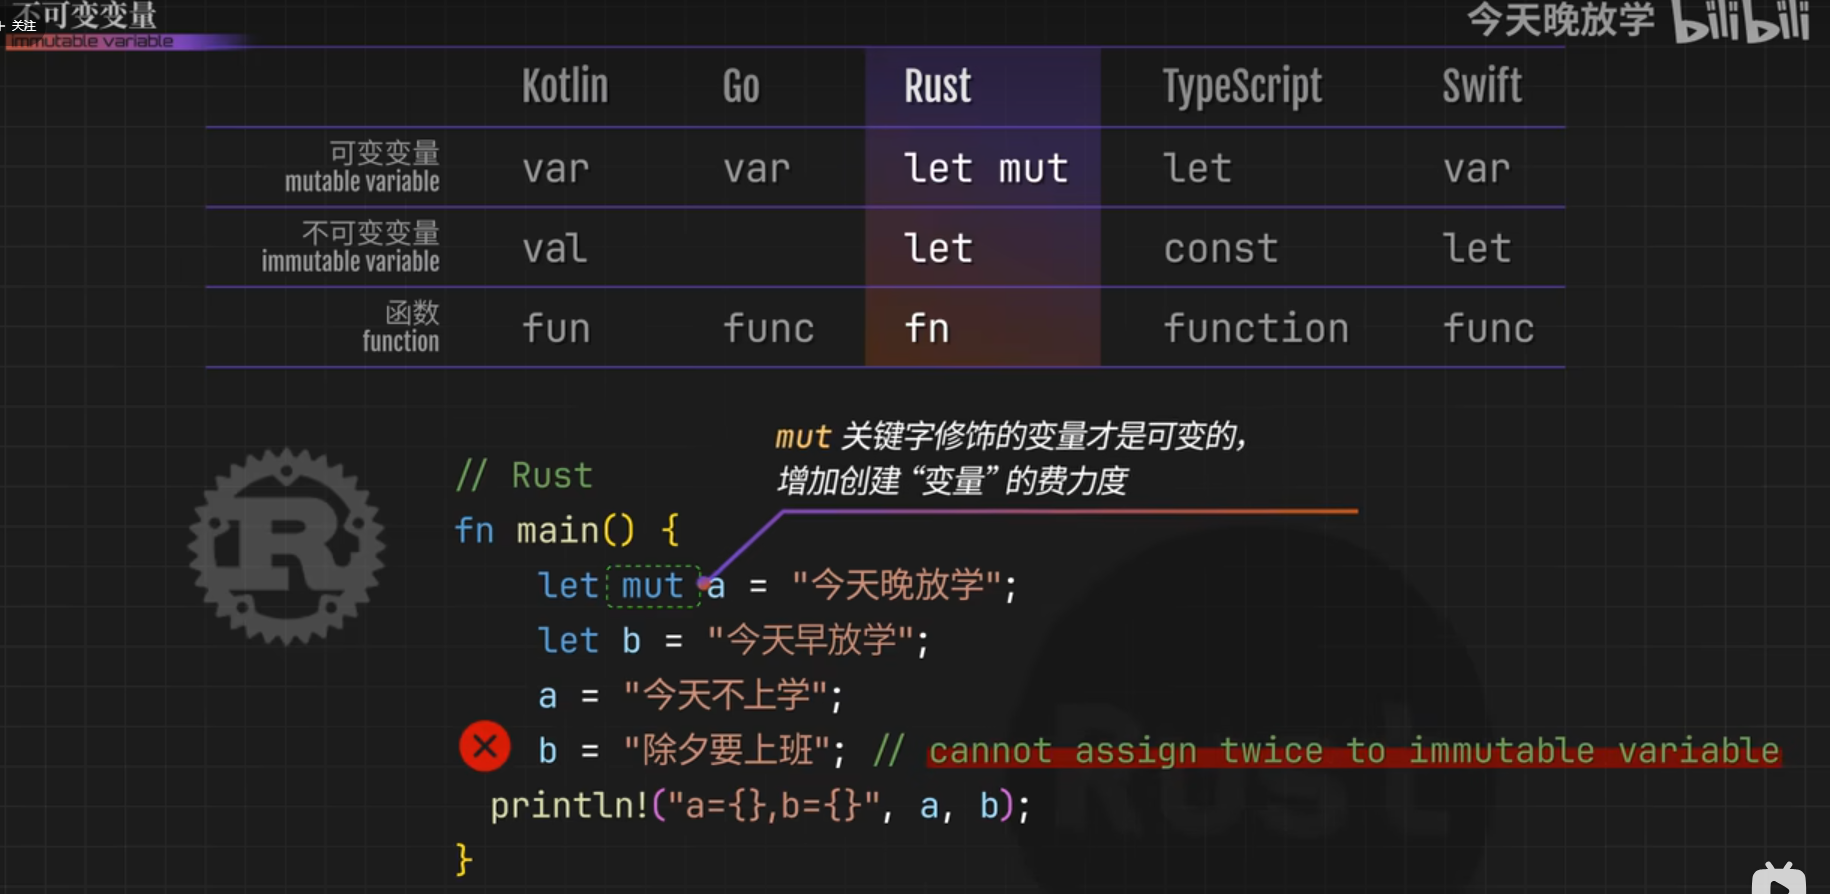 不可变变量
+ 关注
immutable variable
今天晚放学 bilibili
Kotlin Go Rust TypeScript Swift
可变变量
mutable variable var var let mut let var
不可变变量
immutable variable val let const let
函数
function fun func fn function func
mut 关键字修饰的变量才是可变的,
增加创建“变量”的费力度
// Rust
fn main() {
let mut a = "今天晚放学";
let b = "今天早放学";
a = "今天不上学";
b = "除夕要上班"; // cannot assign twice to immutable variable
println!("a={},b={}", a, b);
}
R
Rust